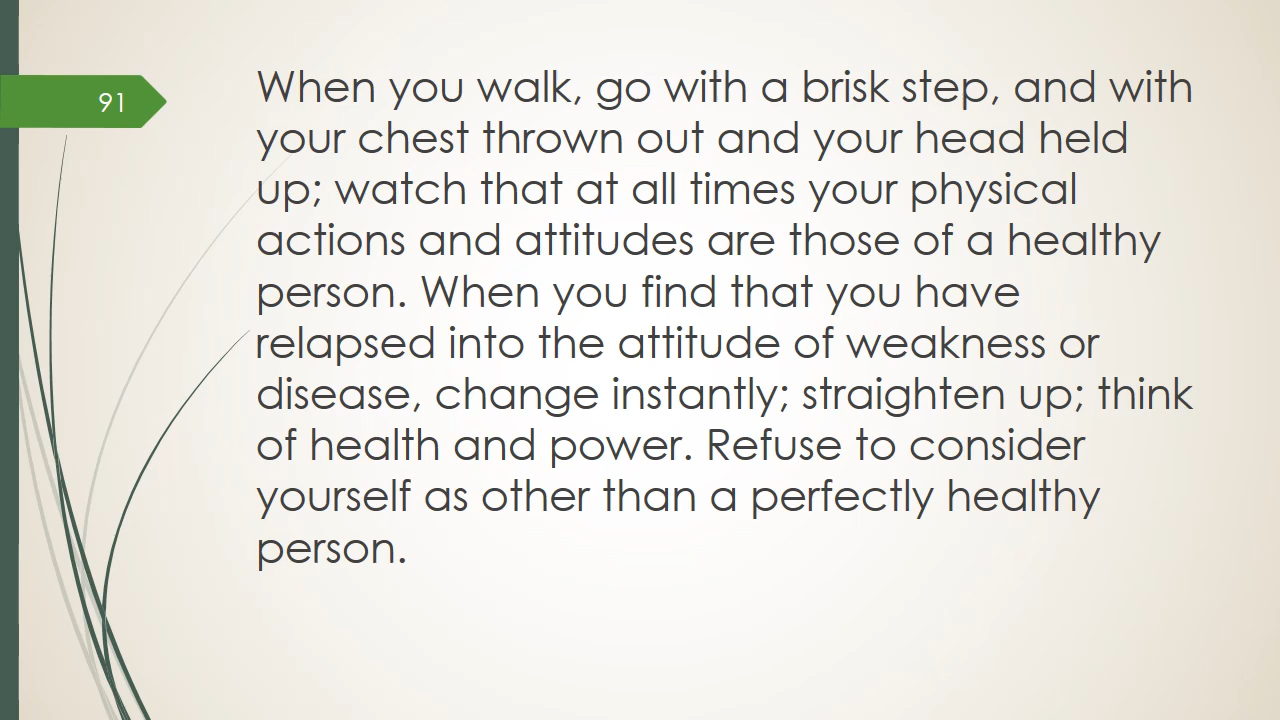 91
When you walk, go with a brisk step, and with
your chest thrown out and your head held
up; watch that at all times your physical
actions and attitudes are those of a healthy
person. When you find that you have
relapsed into the attitude of weakness or
disease, change instantly; straighten up; think
of health and power. Refuse to consider
yourself as other than a perfectly healthy
person.